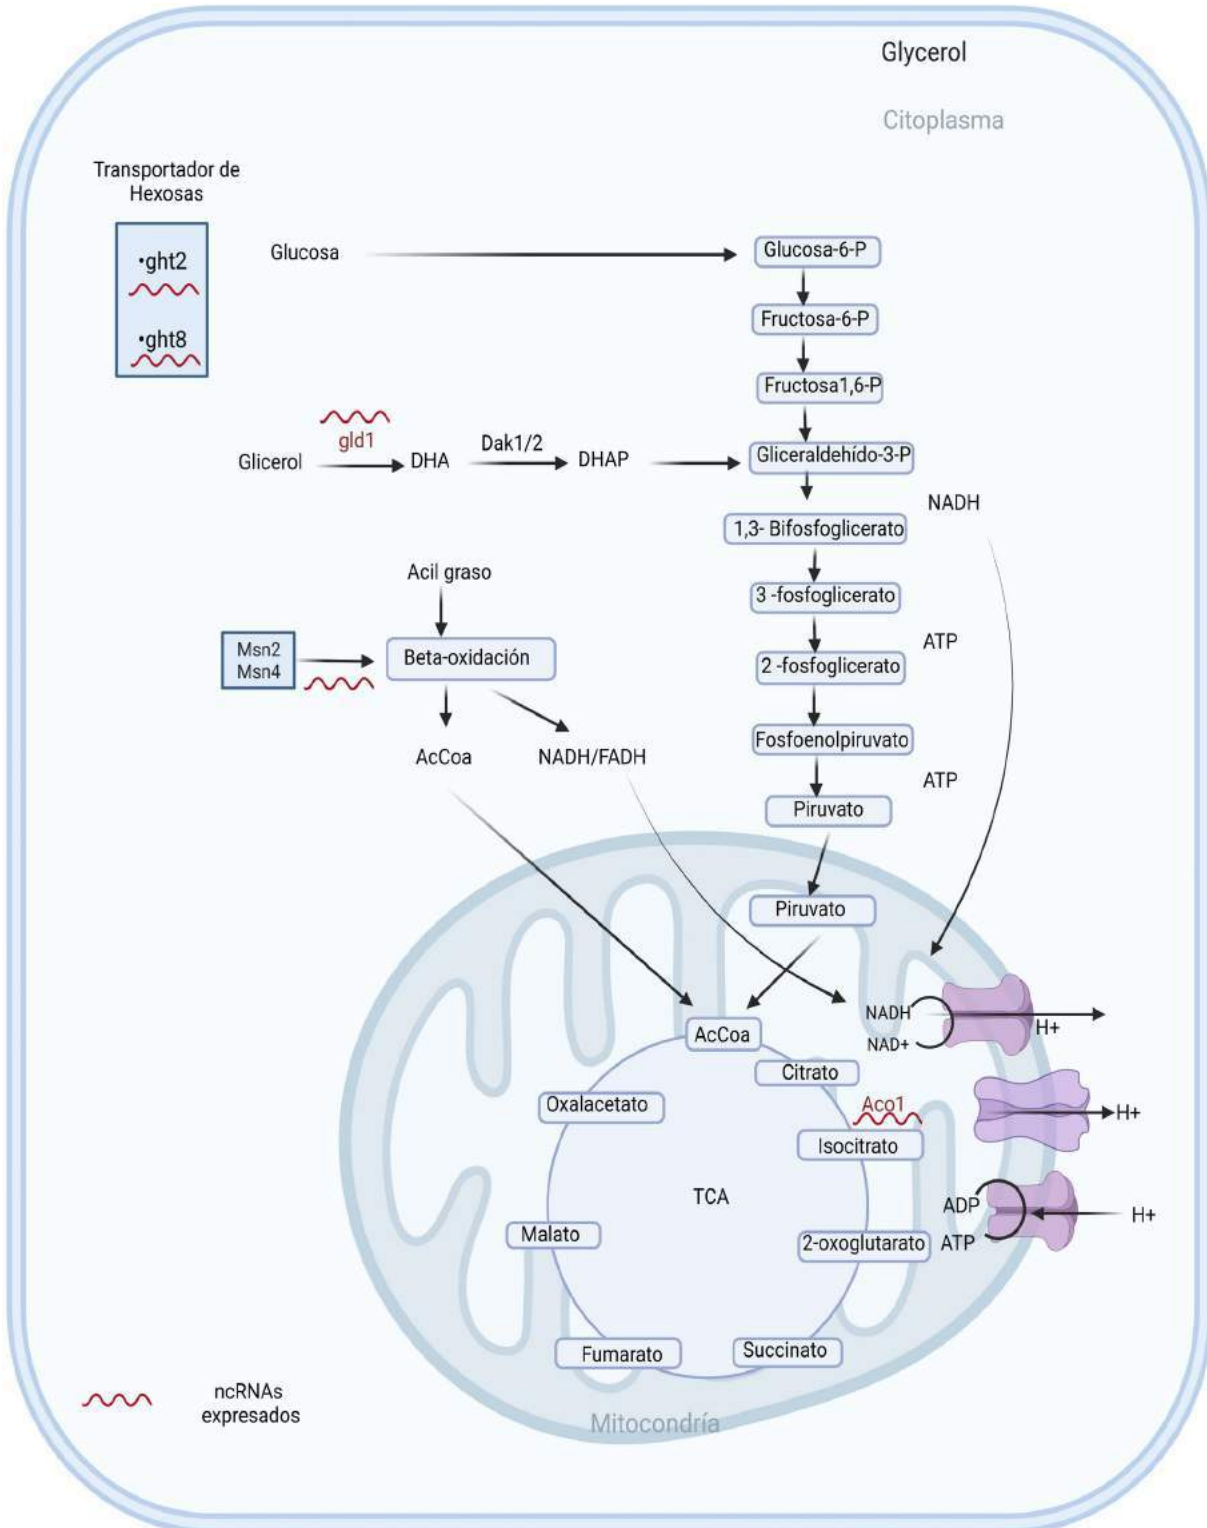 Glycerol
Citoplasma
Transportador de
Hexosas
•ght2
•ght8
Glucosa
Glucosa-6-P
Fructosa-6-P
Fructosa1,6-P
gld1
Glicerol
DHA
Dak1/2
DHAP
Gliceraldehído-3-P
NADH
1,3- Bifosfoglicerato
Acil graso
3 -fosfoglicerato
Msn2
Msn4
Beta-oxidación
ATP
2 -fosfoglicerato
AcCoa
NADH/FADH
Fosfoenolpiruvato
ATP
Piruvato
Piruvato
NADH
NAD+
H+
AcCoa
Citrato
Oxalacetato
Aco1
Isocitrato
H+
TCA
Malato
2-oxoglutarato
ADP
ATP
H+
Fumarato
Succinato
ncRNAs
expresados
Mitocondría